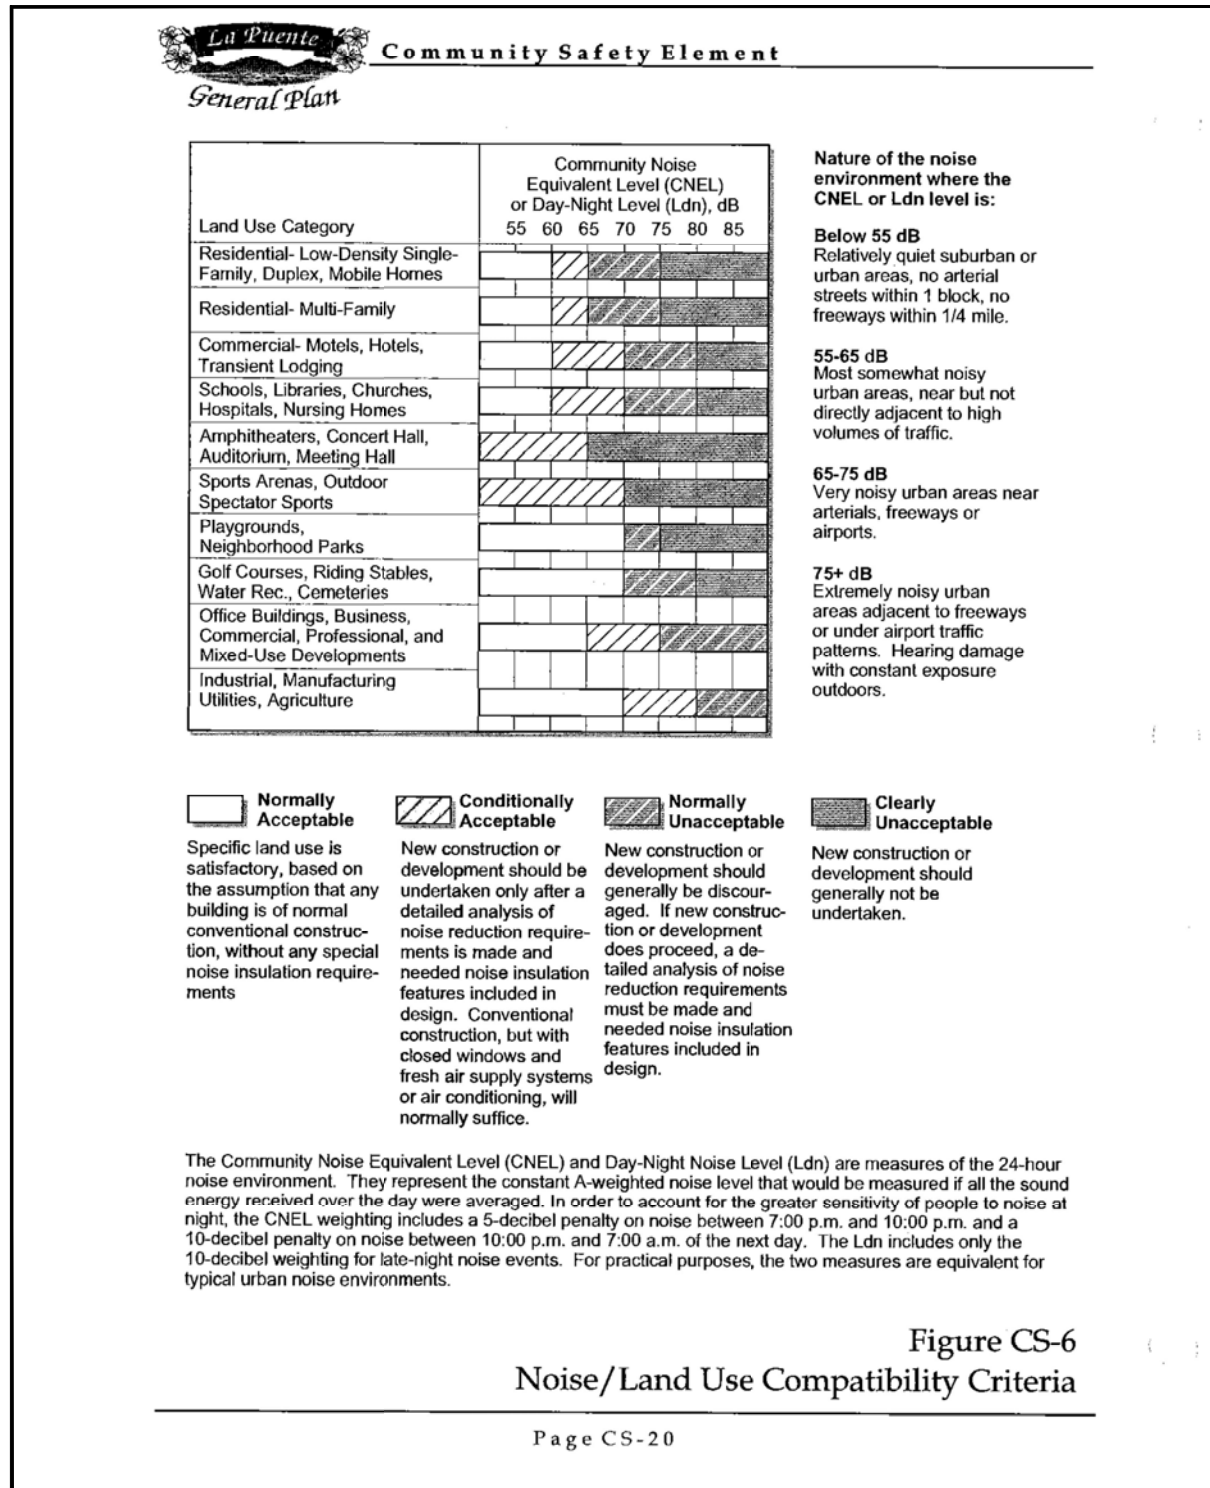 La Puente
General Plan
Community Safety Element
Land Use Category
Community Noise
Equivalent Level (CNEL)
or Day-Night Level (Ldn), dB
55 60 65 70 75 80 85
Residential- Low-Density Single-
Family, Duplex, Mobile Homes
Residential- Multi-Family
Commercial- Motels, Hotels,
Transient Lodging
Schools, Libraries, Churches,
Hospitals, Nursing Homes
Amphitheaters, Concert Hall,
Auditorium, Meeting Hall
Sports Arenas, Outdoor
Spectator Sports
Playgrounds,
Neighborhood Parks
Golf Courses, Riding Stables,
Water Rec., Cemeteries
Office Buildings, Business,
Commercial, Professional, and
Mixed-Use Developments
Industrial, Manufacturing
Utilities, Agriculture
Nature of the noise
environment where the
CNEL or Ldn level is:
Below 55 dB
Relatively quiet suburban or
urban areas, no arterial
streets within 1 block, no
freeways within 1/4 mile.
55-65 dB
Most somewhat noisy
urban areas, near but not
directly adjacent to high
volumes of traffic.
65-75 dB
Very noisy urban areas near
arterials, freeways or
airports.
75+ dB
Extremely noisy urban
areas adjacent to freeways
or under airport traffic
patterns. Hearing damage
with constant exposure
outdoors.
Normally
Acceptable
Specific land use is
satisfactory, based on
the assumption that any
building is of normal
conventional construc-
tion, without any special
noise insulation require-
ments
Conditionally
Acceptable
New construction or
development should be
undertaken only after a
detailed analysis of
noise reduction require-
ments is made and
needed noise insulation
features included in
design. Conventional
construction, but with
closed windows and
fresh air supply systems
or air conditioning, will
normally suffice.
Normally
Unacceptable
New construction or
development should
generally be discour-
aged. If new construc-
tion or development
does proceed, a de-
tailed analysis of noise
reduction requirements
must be made and
needed noise insulation
features included in
design.
Clearly
Unacceptable
New construction or
development should
generally not be
undertaken.
The Community Noise Equivalent Level (CNEL) and Day-Night Noise Level (Ldn) are measures of the 24-hour
noise environment. They represent the constant A-weighted noise level that would be measured if all the sound
energy received over the day were averaged. In order to account for the greater sensitivity of people to noise at
night, the CNEL weighting includes a 5-decibel penalty on noise between 7:00 p.m. and 10:00 p.m. and a
10-decibel penalty on noise between 10:00 p.m. and 7:00 a.m. of the next day. The Ldn includes only the
10-decibel weighting for late-night noise events. For practical purposes, the two measures are equivalent for
typical urban noise environments.
Figure CS-6
Noise/Land Use Compatibility Criteria
Page CS-20